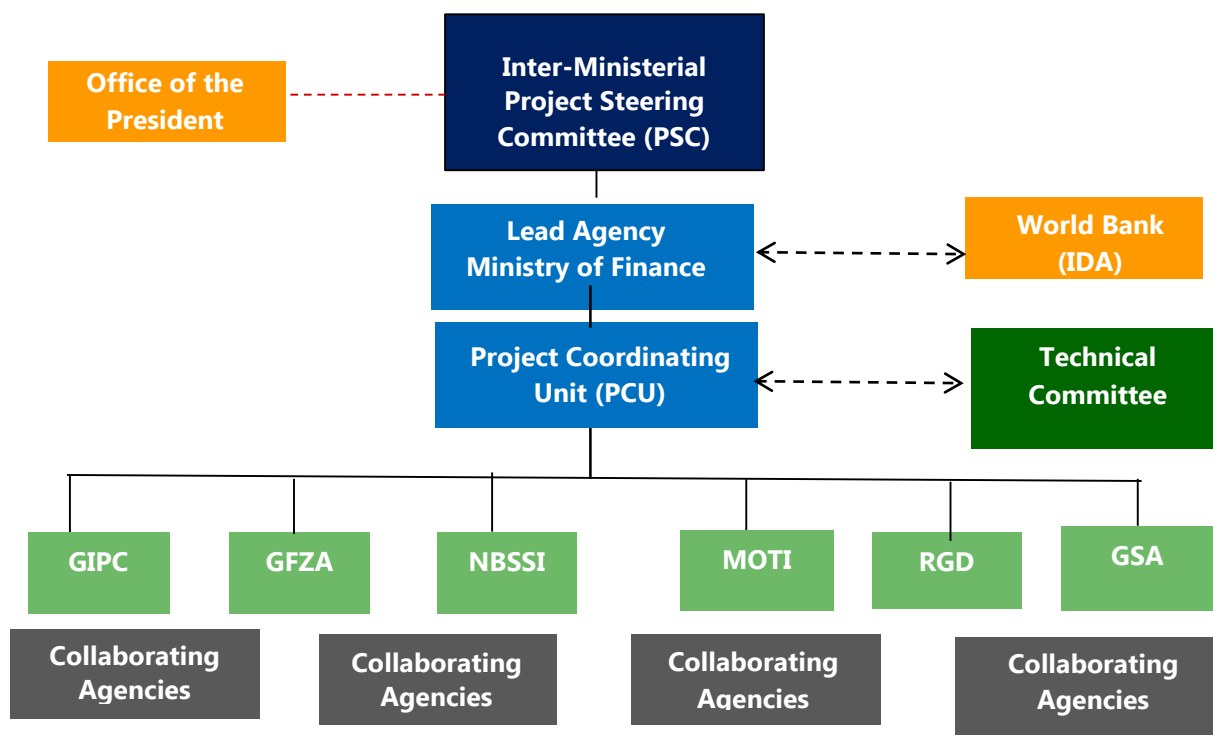 Office of the
President
Inter-Ministerial
Project Steering
Committee (PSC)
Lead Agency
Ministry of Finance
World Bank
(IDA)
Project Coordinating
Unit (PCU)
Technical
Committee
GIPC
GFZA
NBSSI
MOTI
RGD
GSA
Collaborating
Agencies
Collaborating
Agencies
Collaborating
Agencies
Collaborating
Agencies